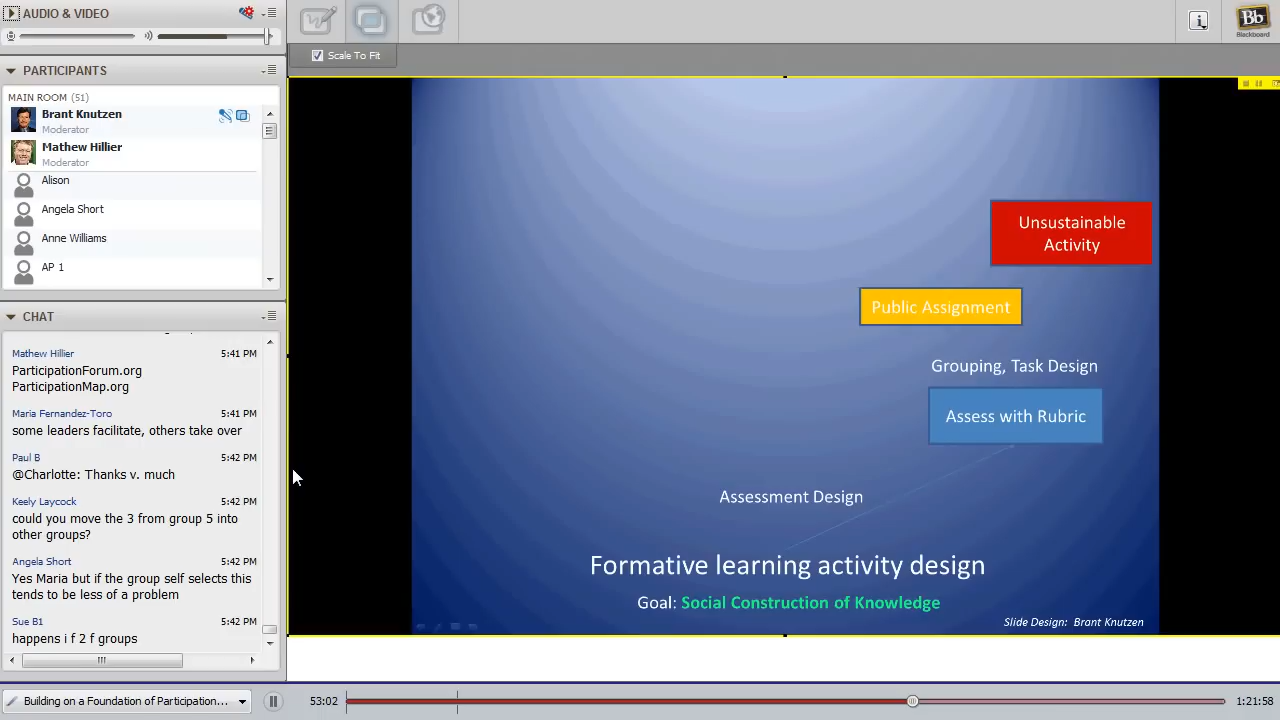 AUDIO & VIDEO
Scale To Fit
Bb
Blackboard
PARTICIPANTS
MAIN ROOM (51)
Brant Knutzen
Moderator
Mathew Hillier
Moderator
Alison
Angela Short
Anne Williams
AP 1
CHAT
Mathew Hillier 5:41 PM
ParticipationForum.org
ParticipationMap.org
Maria Fernandez-Toro 5:41 PM
some leaders facilitate, others take over
Paul B 5:42 PM
@Charlotte: Thanks v. much
Keely Laycock 5:42 PM
could you move the 3 from group 5 into
other groups?
Angela Short 5:42 PM
Yes Maria but if the group self selects this
tends to be less of a problem
Sue B1 5:42 PM
happens i f 2 f groups
Unsustainable
Activity
Public Assignment
Grouping, Task Design
Assess with Rubric
Assessment Design
Formative learning activity design
Goal: Social Construction of Knowledge
Slide Design: Brant Knutzen
Building on a Foundation of Participation...
53:02
1:21:58